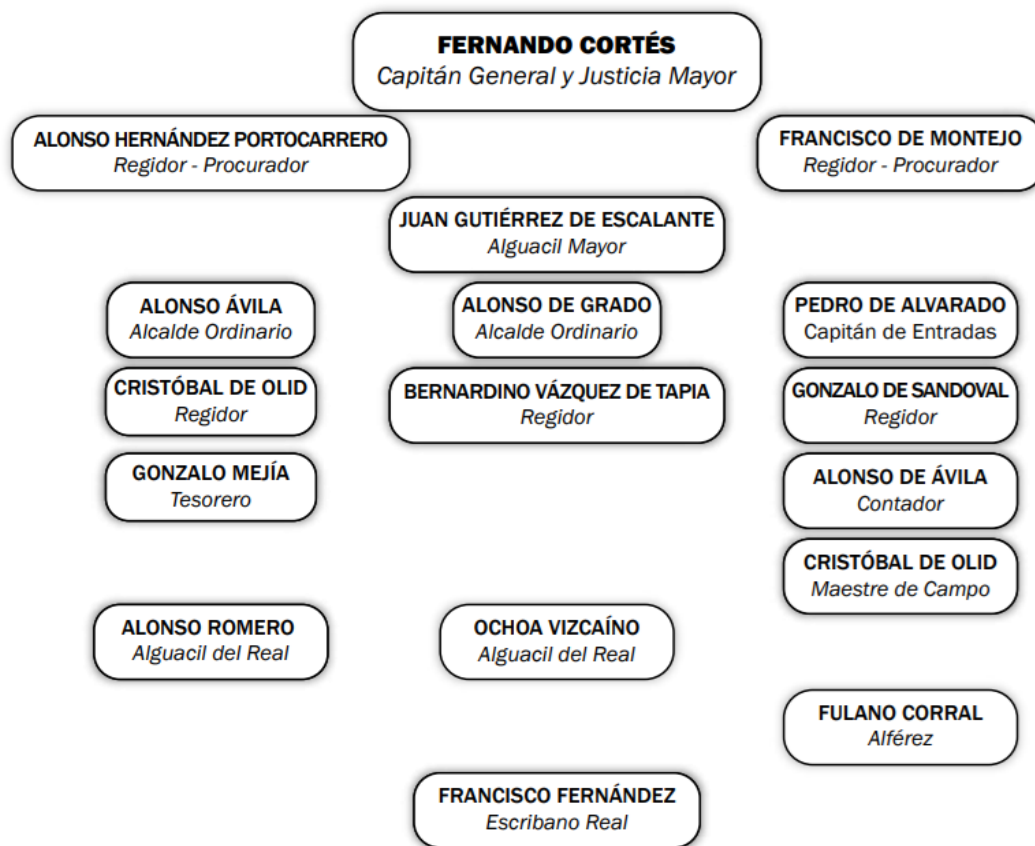 FERNANDO CORTÉS
Capitán General y Justicia Mayor
ALONSO HERNÁNDEZ PORTOCARRERO
Regidor - Procurador
FRANCISCO DE MONTEJO
Regidor - Procurador
JUAN GUTIÉRREZ DE ESCALANTE
Alguacil Mayor
ALONSO ÁVILA
Alcalde Ordinario
ALONSO DE GRADO
Alcalde Ordinario
PEDRO DE ALVARADO
Capitán de Entradas
CRISTÓBAL DE OLID
Regidor
BERNARDINO VÁZQUEZ DE TAPIA
Regidor
GONZALO DE SANDOVAL
Regidor
GONZALO MEJÍA
Tesorero
ALONSO DE ÁVILA
Contador
CRISTÓBAL DE OLID
Maestre de Campo
ALONSO ROMERO
Alguacil del Real
OCHOA VIZCAÍNO
Alguacil del Real
FULANO CORRAL
Alférez
FRANCISCO FERNÁNDEZ
Escribano Real